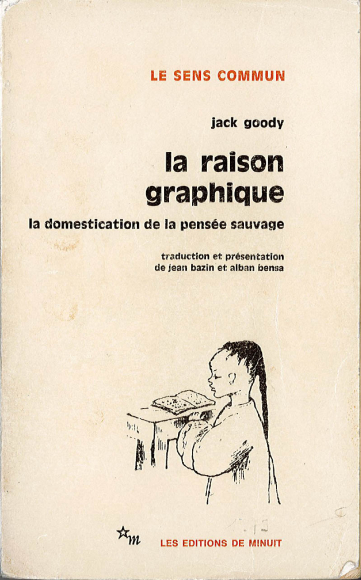 LE SENS COMMUN
jack goody
la raison
graphique
la domestication de la pensée sauvage
traduction et présentation
de jean bazin et alban bensa
m
LES EDITIONS DE MINUIT